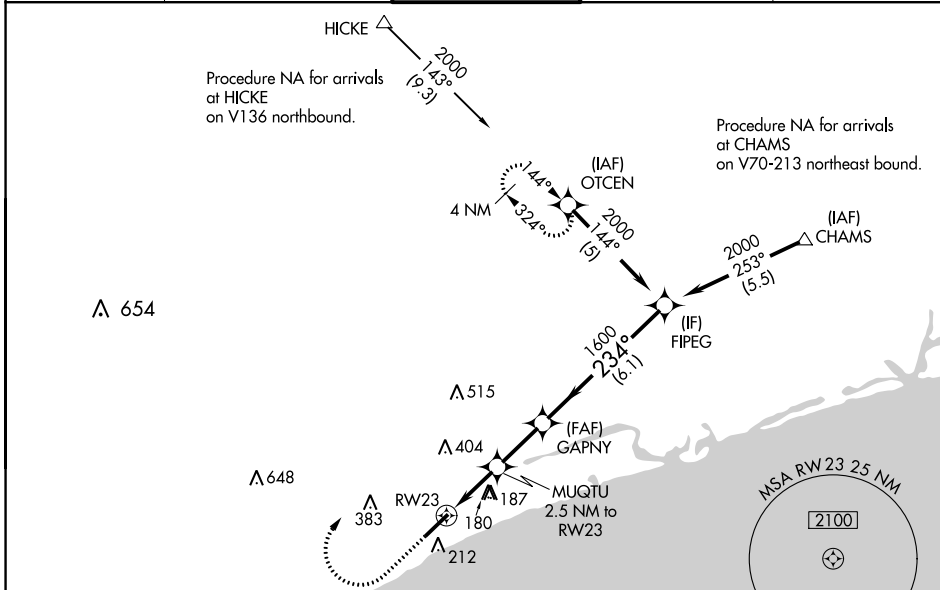 HICKE
2000
143°
(9.3)
Procedure NA for arrivals
at HICKE
on V136 northbound.
Procedure NA for arrivals
at CHAMS
on V70-213 northeast bound.
(IAF)
OTCEN
144°
324°
4 NM
2000
144°
(5)
(IAF)
CHAMS
2000
253°
(5.5)
654
(IF)
FIPEG
1600
234°
(6.1)
515
(FAF)
GAPNY
404
648
MUQTU
2.5 NM to
RW23
RW23
187
180
383
212
MSA RW23 25 NM
2100